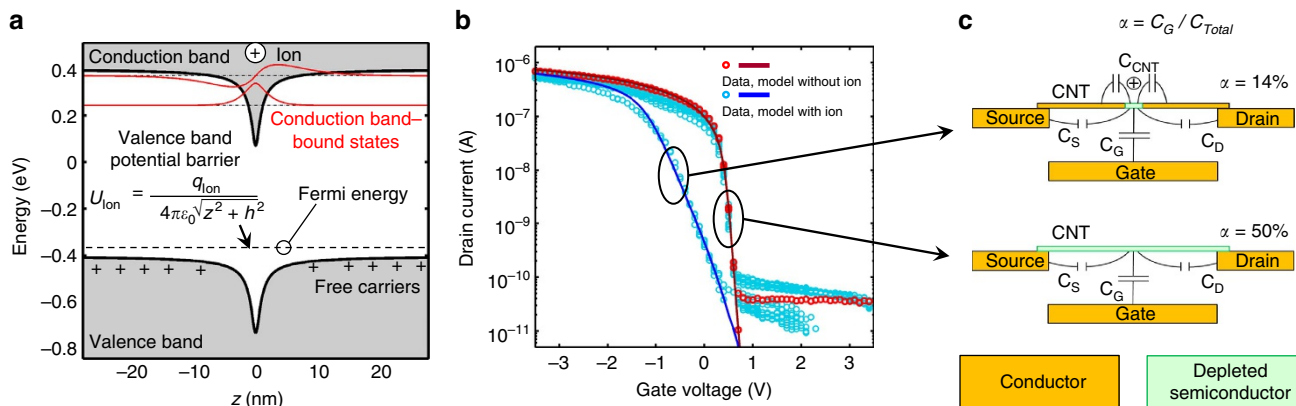 a
Conduction band
+
Ion
Conduction band–
bound states
Valence band
potential barrier
U_Ion = q_Ion / 4πε₀√z² + h²
Fermi energy
+ + + + + + + + + +
Free carriers
Valence band
Energy (eV)
0.4
0.2
0
−0.2
−0.4
−0.6
−0.8
−20 −10 0 10 20
z (nm)
b
Data, model without ion
Data, model with ion
Drain current (A)
10⁻⁶
10⁻⁷
10⁻⁸
10⁻⁹
10⁻¹⁰
10⁻¹¹
−3 −2 −1 0 1 2 3
Gate voltage (V)
c
α = C_G / C_Total
C_CNT
+
CNT
α = 14%
Source
Drain
C_S
C_G
C_D
Gate
CNT
α = 50%
Source
Drain
C_S
C_G
C_D
Gate
Conductor
Depleted
semiconductor